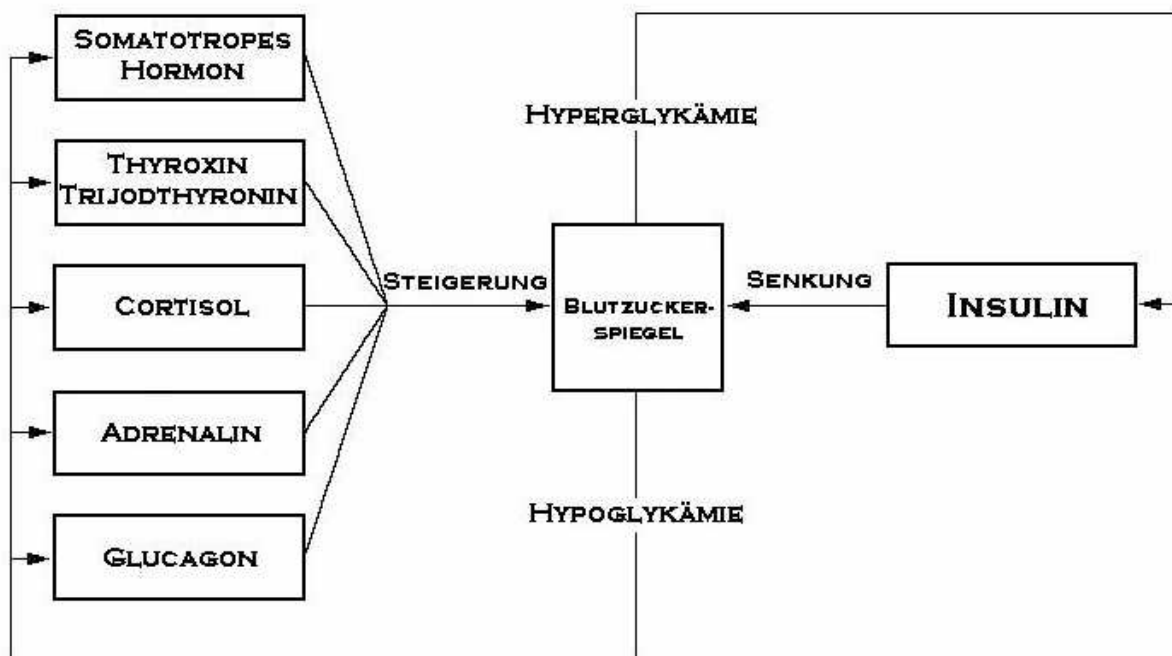 SOMATOTROPES
HORMON
THYROXIN
TRIJODTHYRONIN
CORTISOL
ADRENALIN
GLUCAGON
STEIGERUNG
HYPERGLYKÄMIE
BLUTZUCKER-
SPIEGEL
HYPOGLYKÄMIE
SENKUNG
INSULIN